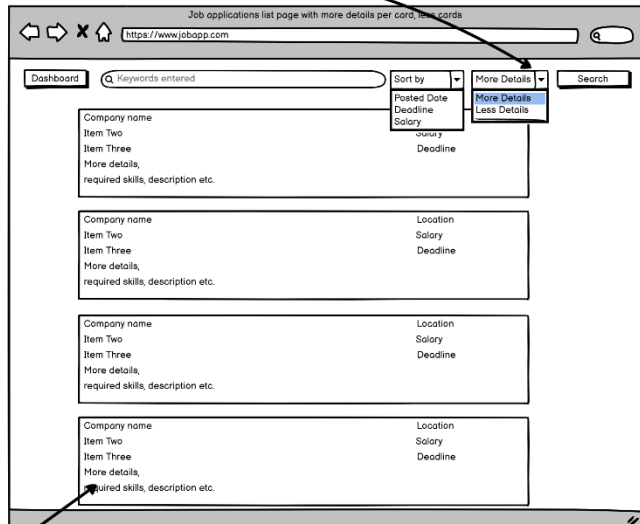 Job applications list page with more details per card, less cards
https://www.jobapp.com
Dashboard
Keywords entered
Sort by
More Details
Search
Posted Date
Deadline
Salary
More Details
Less Details
Company name
Item Two
Salary
Item Three
Deadline
More details,
required skills, description etc.
Company name
Location
Item Two
Salary
Item Three
Deadline
More details,
required skills, description etc.
Company name
Location
Item Two
Salary
Item Three
Deadline
More details,
required skills, description etc.
Company name
Location
Item Two
Salary
Item Three
Deadline
More details,
required skills, description etc.